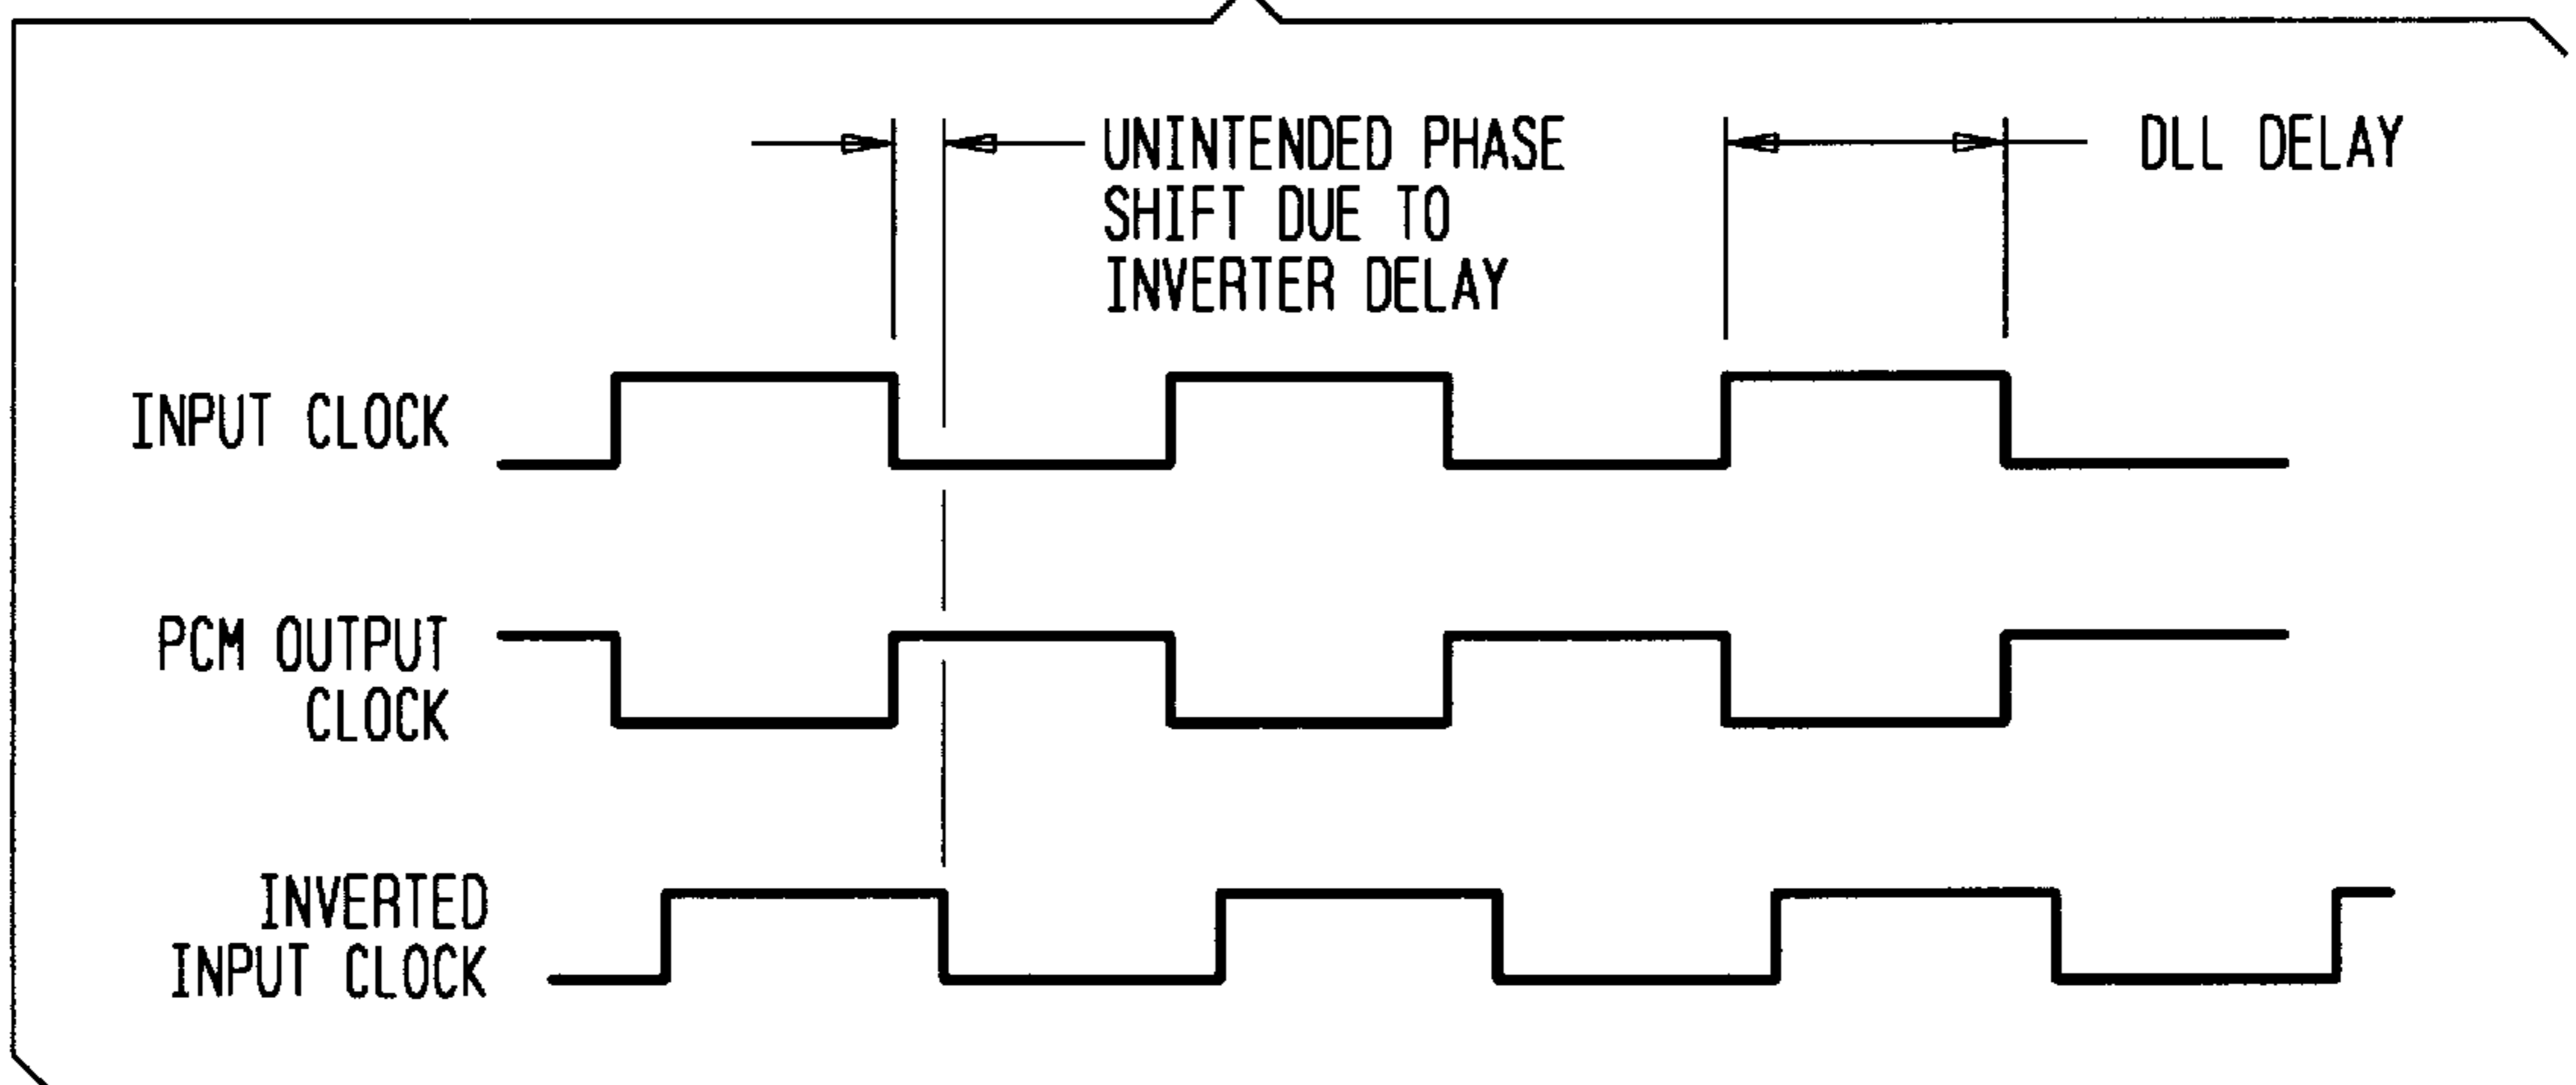 UNINTENDED PHASE
SHIFT DUE TO
INVERTER DELAY
DLL DELAY
INPUT CLOCK
PCM OUTPUT
CLOCK
INVERTED
INPUT CLOCK